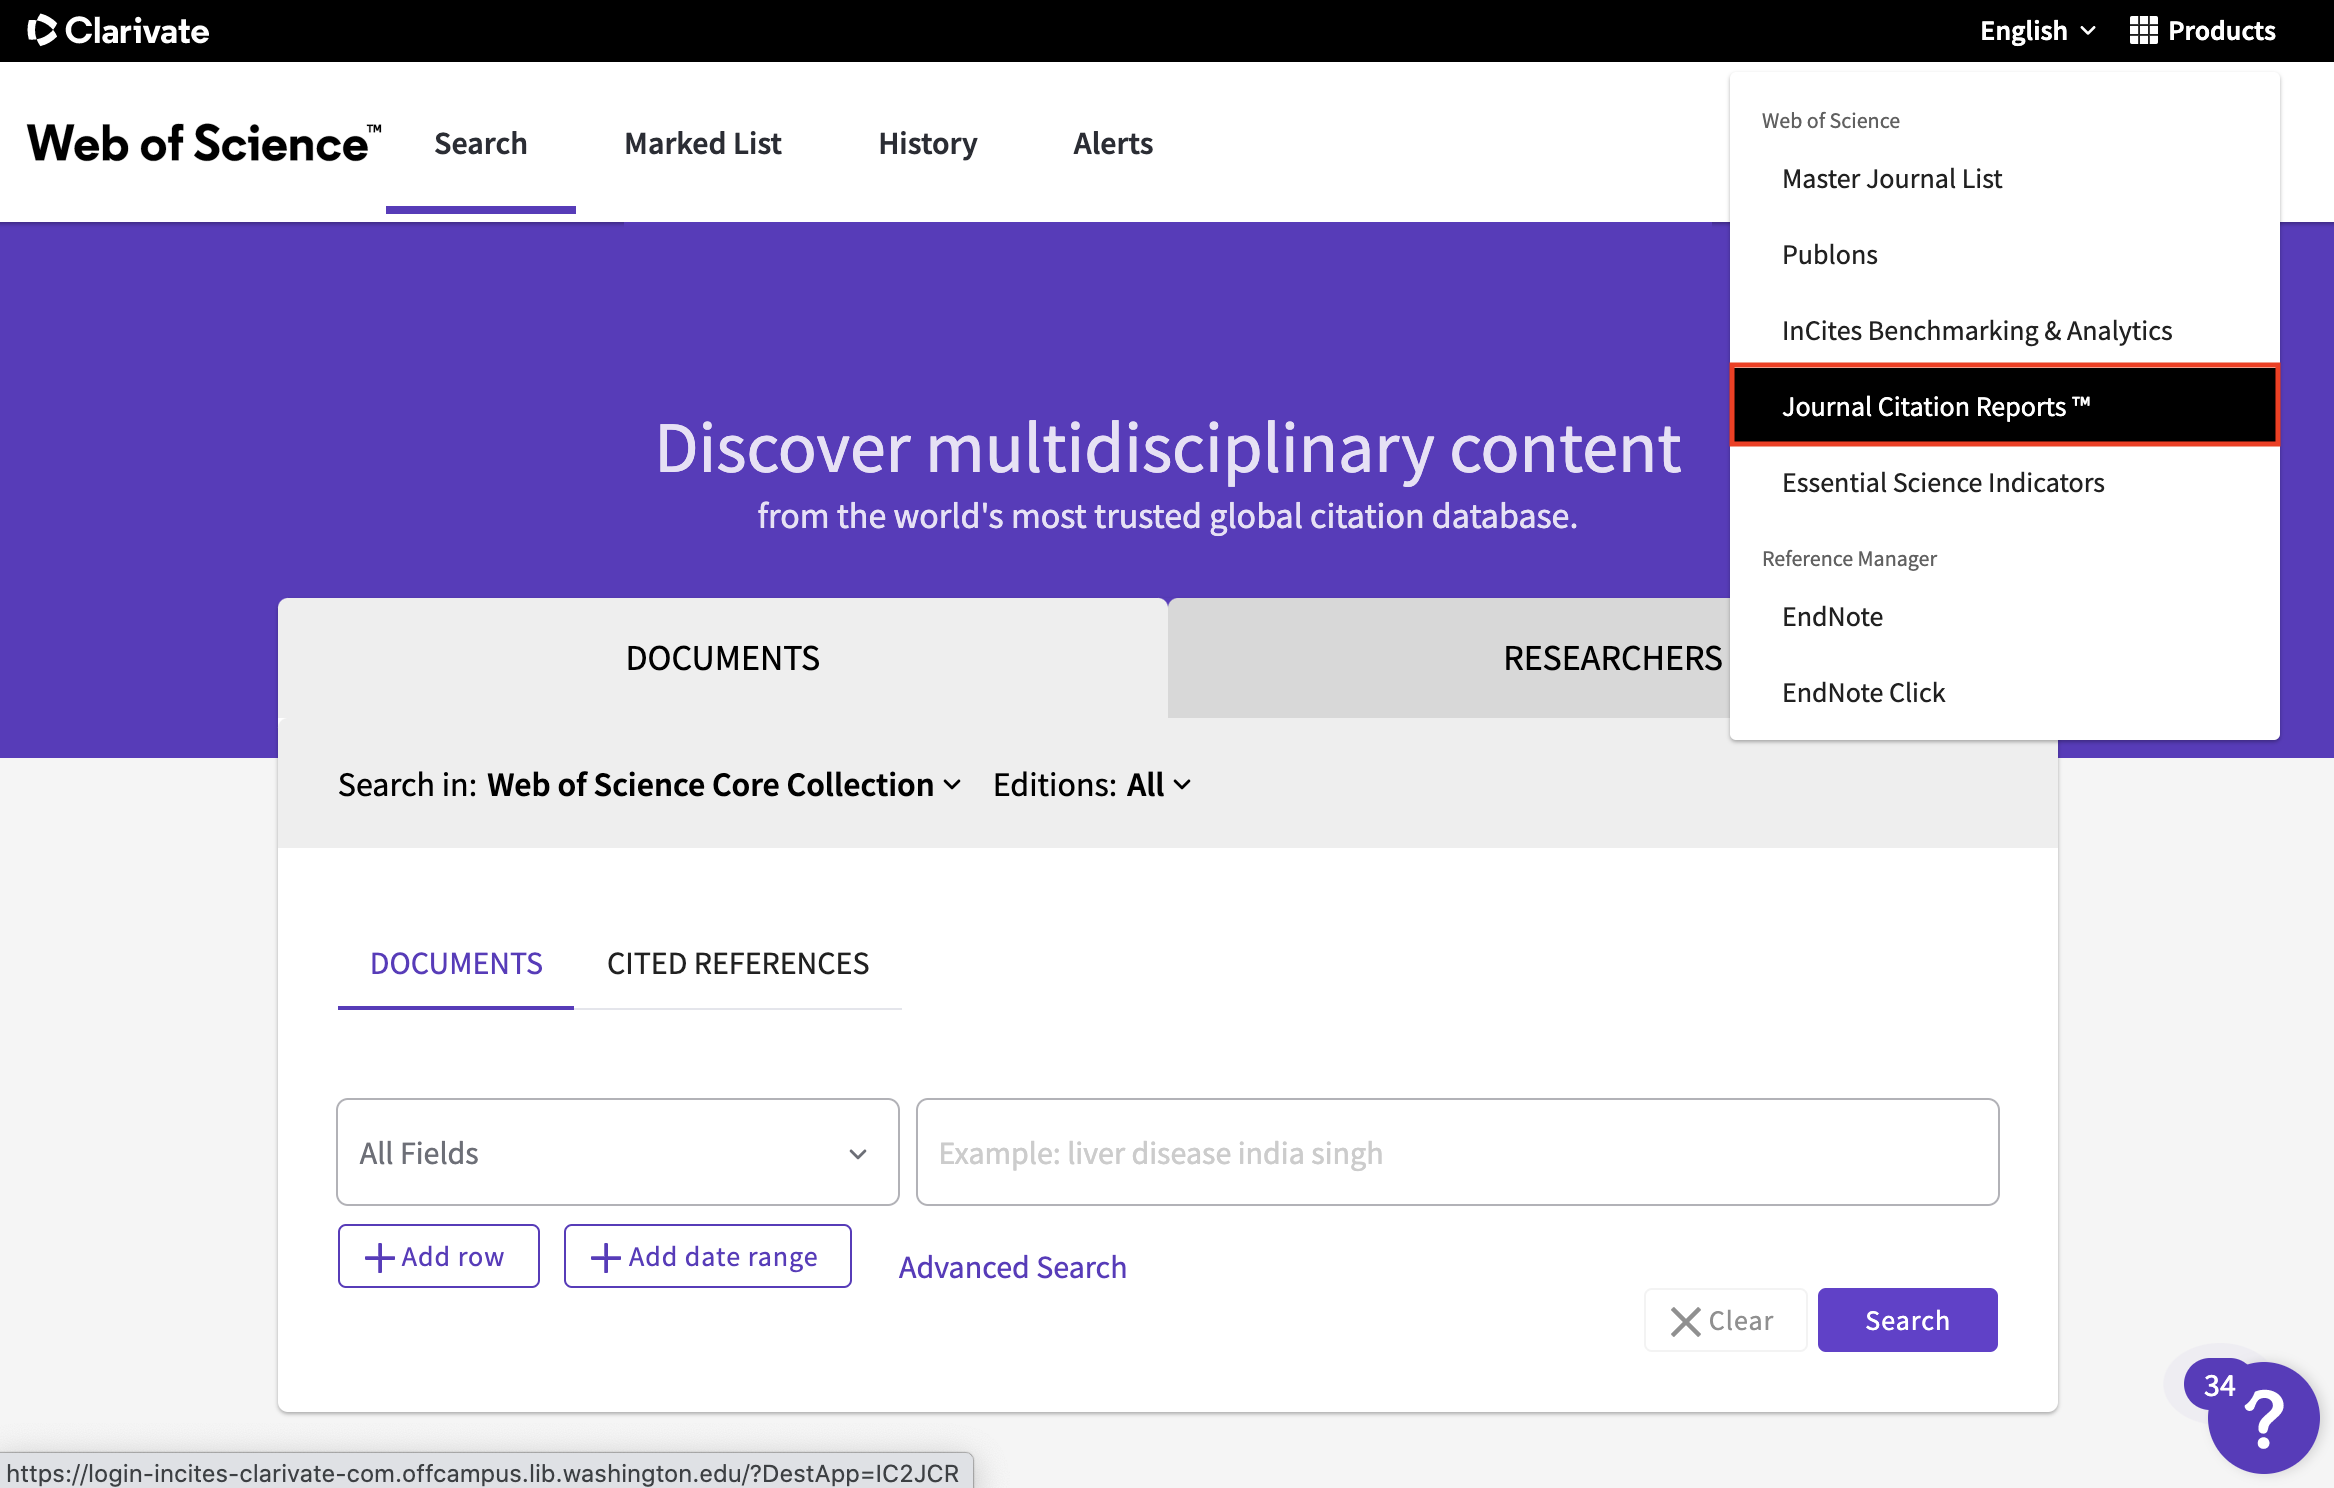 Clarivate
English
Products
Web of Science™
Search
Marked List
History
Alerts
Web of Science
Master Journal List
Publons
InCites Benchmarking & Analytics
Journal Citation Reports ™
Essential Science Indicators
Reference Manager
EndNote
EndNote Click
Discover multidisciplinary content
from the world's most trusted global citation database.
DOCUMENTS
RESEARCHERS
Search in: Web of Science Core Collection
Editions: All
DOCUMENTS
CITED REFERENCES
All Fields
Example: liver disease india singh
Add row
Add date range
Advanced Search
Clear
Search
34
?
https://login-incites-clarivate-com.offcampus.lib.washington.edu/?DestApp=IC2JCR